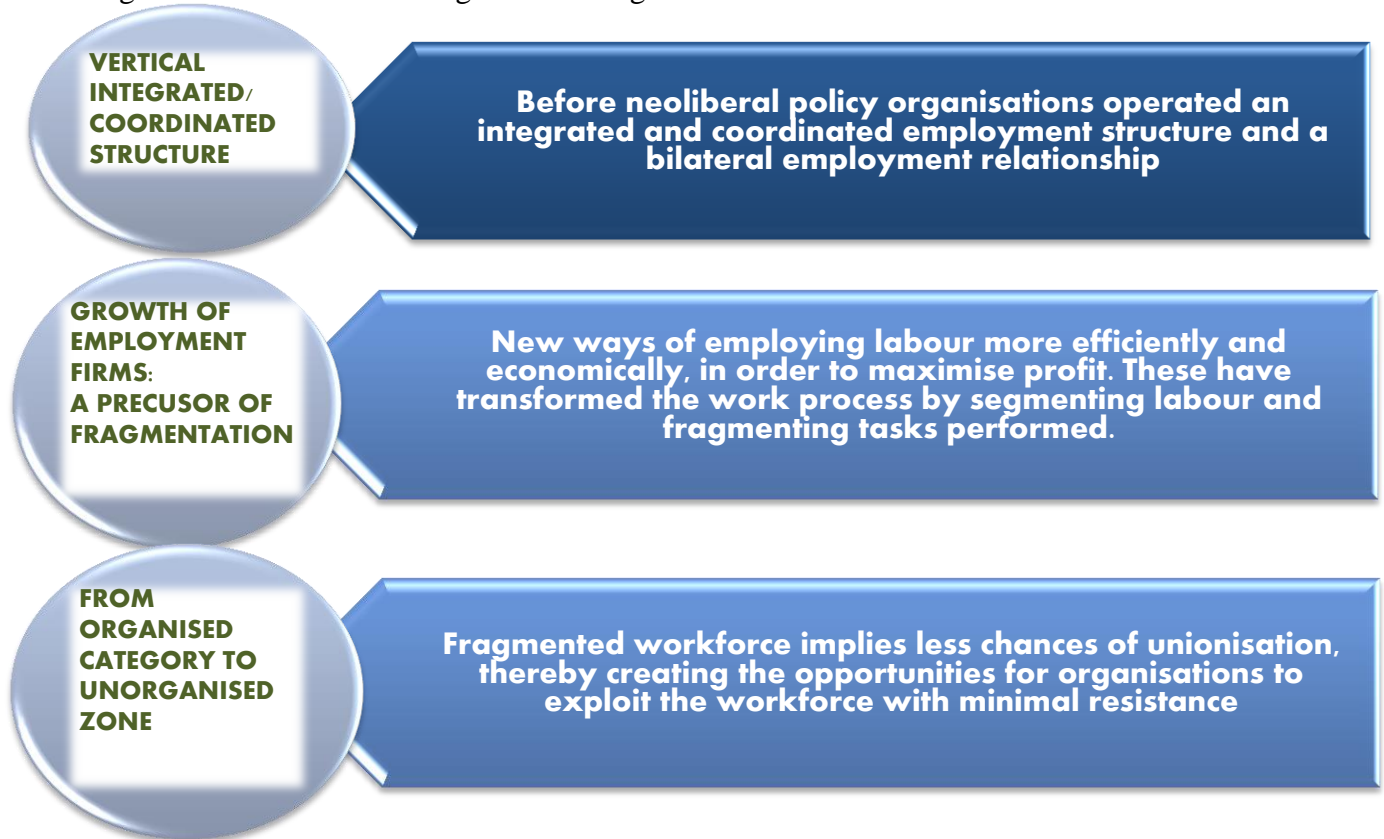 VERTICAL
INTEGRATED/
COORDINATED
STRUCTURE
Before neoliberal policy organisations operated an
integrated and coordinated employment structure and a
bilateral employment relationship
GROWTH OF
EMPLOYMENT
FIRMS:
A PRECUSOR OF
FRAGMENTATION
New ways of employing labour more efficiently and
economically, in order to maximise profit. These have
transformed the work process by segmenting labour and
fragmenting tasks performed.
FROM
ORGANISED
CATEGORY TO
UNORGANISED
ZONE
Fragmented workforce implies less chances of unionisation,
thereby creating the opportunities for organisations to
exploit the workforce with minimal resistance